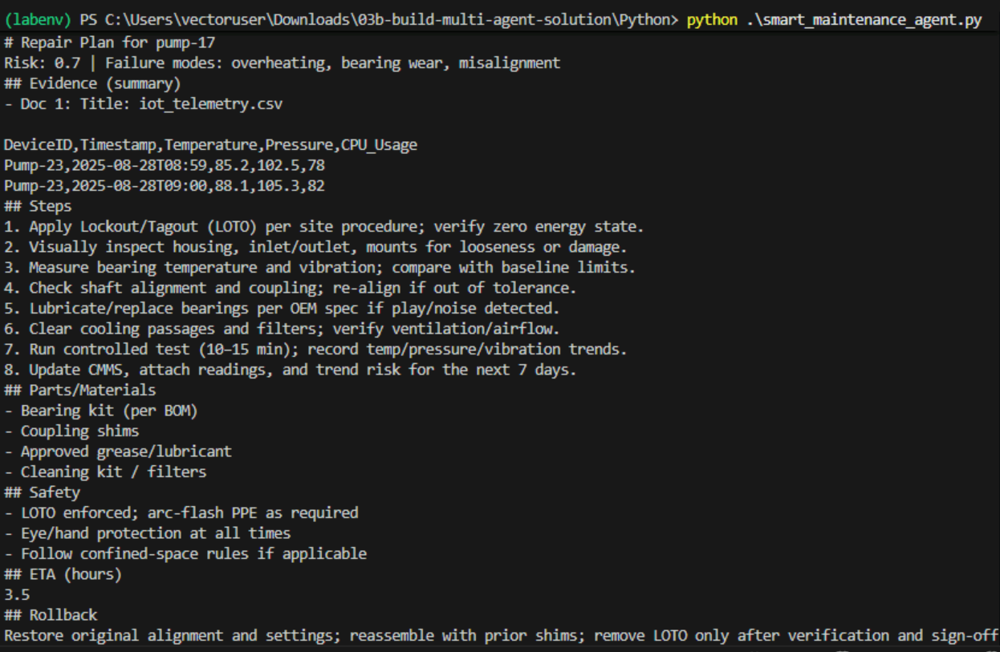 (labenv) PS C:\Users\vectoruser\Downloads\03b-build-multi-agent-solution\Python> python .\smart_maintenance_agent.py
# Repair Plan for pump-17
Risk: 0.7 | Failure modes: overheating, bearing wear, misalignment
## Evidence (summary)
- Doc 1: Title: iot_telemetry.csv
DeviceID,Timestamp,Temperature,Pressure,CPU_Usage
Pump-23,2025-08-28T08:59,85.2,102.5,78
Pump-23,2025-08-28T09:00,88.1,105.3,82
## Steps
1. Apply Lockout/Tagout (LOTO) per site procedure; verify zero energy state.
2. Visually inspect housing, inlet/outlet, mounts for looseness or damage.
3. Measure bearing temperature and vibration; compare with baseline limits.
4. Check shaft alignment and coupling; re-align if out of tolerance.
5. Lubricate/replace bearings per OEM spec if play/noise detected.
6. Clear cooling passages and filters; verify ventilation/airflow.
7. Run controlled test (10–15 min); record temp/pressure/vibration trends.
8. Update CMMS, attach readings, and trend risk for the next 7 days.
## Parts/Materials
- Bearing kit (per BOM)
- Coupling shims
- Approved grease/lubricant
- Cleaning kit / filters
## Safety
- LOTO enforced; arc-flash PPE as required
- Eye/hand protection at all times
- Follow confined-space rules if applicable
## ETA (hours)
3.5
## Rollback
Restore original alignment and settings; reassemble with prior shims; remove LOTO only after verification and sign-off